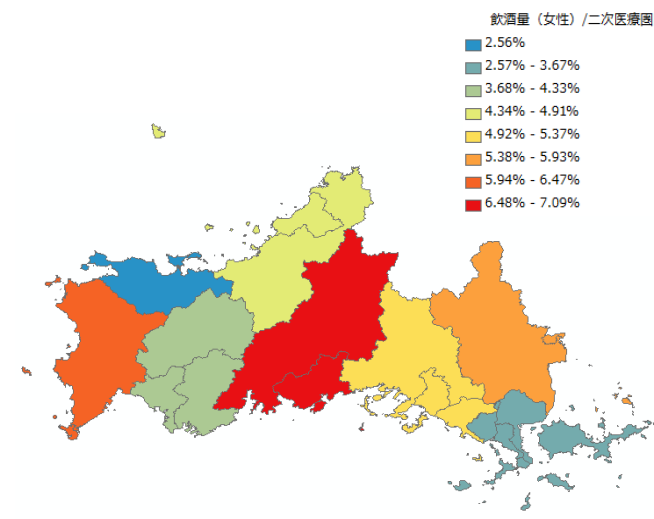 飲酒量（女性）/二次医療圏
2.56%
2.57% - 3.67%
3.68% - 4.33%
4.34% - 4.91%
4.92% - 5.37%
5.38% - 5.93%
5.94% - 6.47%
6.48% - 7.09%